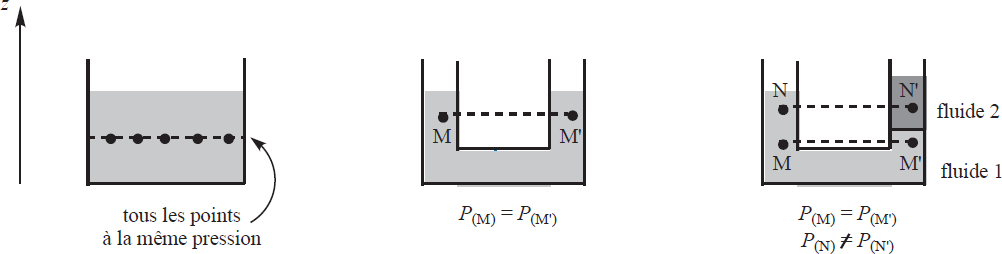 z
tous les points
à la même pression
M
M'
P(M) = P(M')
N
N'
M
M'
fluide 2
fluide 1
P(M) = P(M')
P(N) ≠ P(N')